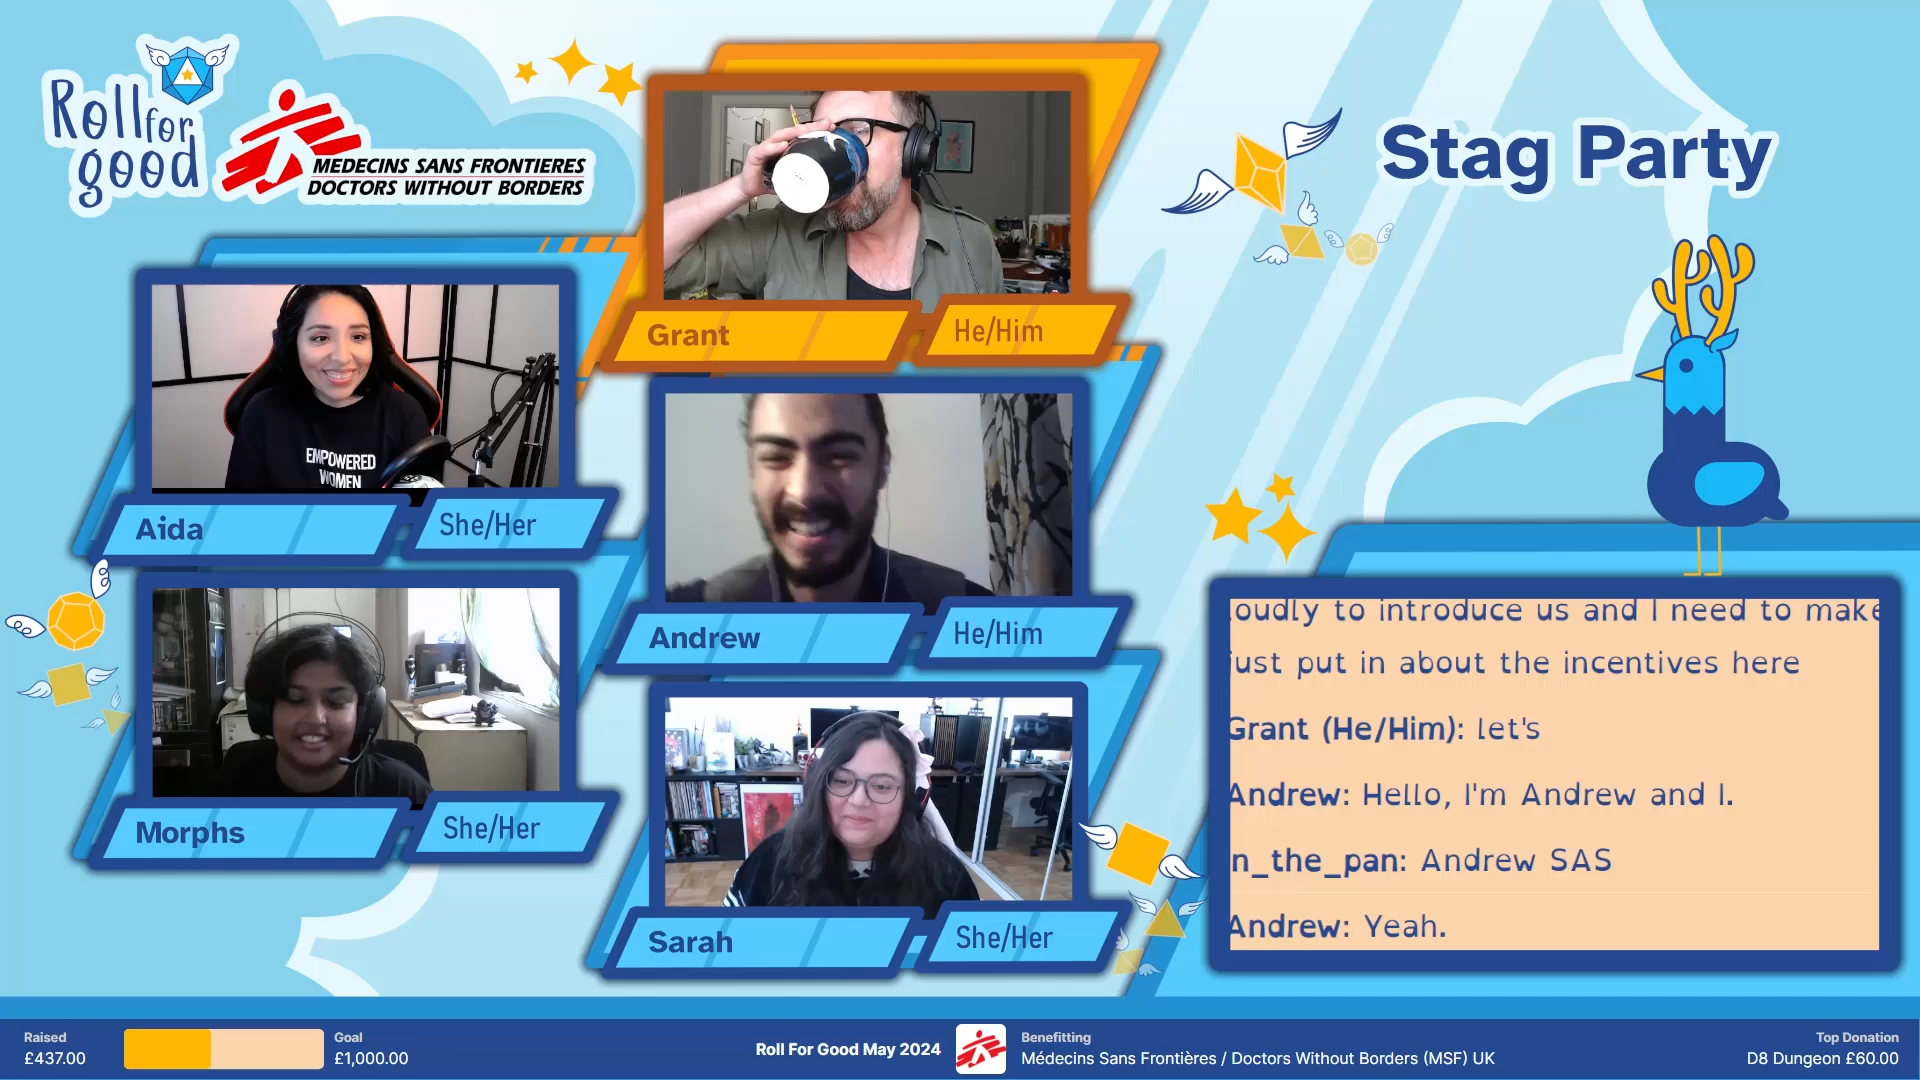 Roll for good
MEDECINS SANS FRONTIERES
DOCTORS WITHOUT BORDERS
Stag Party
Grant
He/Him
EMPOWERED
WOMEN
Aida
She/Her
Andrew
He/Him
Morphs
She/Her
Sarah
She/Her
oudly to introduce us and I need to make
just put in about the incentives here
Grant (He/Him): Let's
Andrew: Hello, I'm Andrew and I.
n_the_pan: Andrew SAS
Andrew: Yeah.
Raised
£437.00
Goal
£1,000.00
Roll For Good May 2024
Benefitting
Médecins Sans Frontières / Doctors Without Borders (MSF) UK
Top Donation
D8 Dungeon £60.00